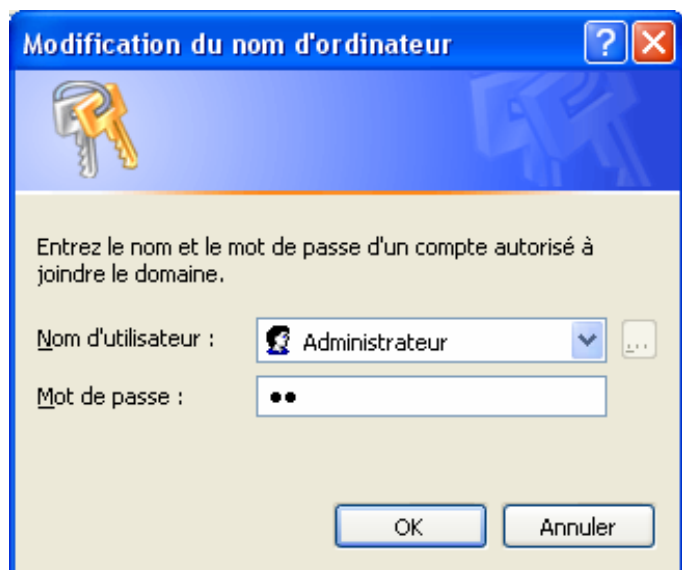 Modification du nom d'ordinateur
Entrez le nom et le mot de passe d'un compte autorisé à
joindre le domaine.
Nom d'utilisateur : Administrateur ...
Mot de passe : ●●
OK Annuler